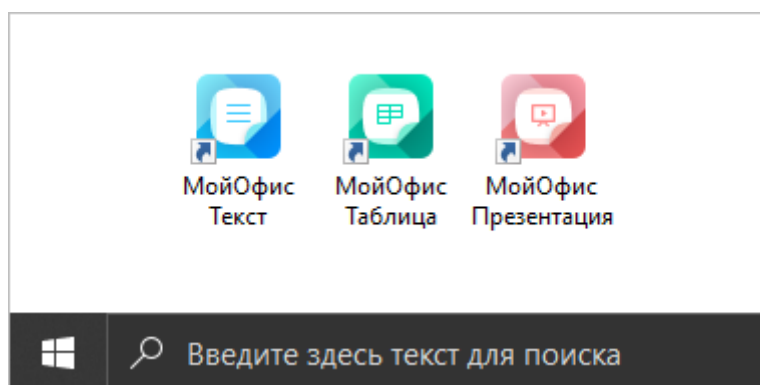 МойОфис МойОфис МойОфис
Текст Таблица Презентация
Введите здесь текст для поиска